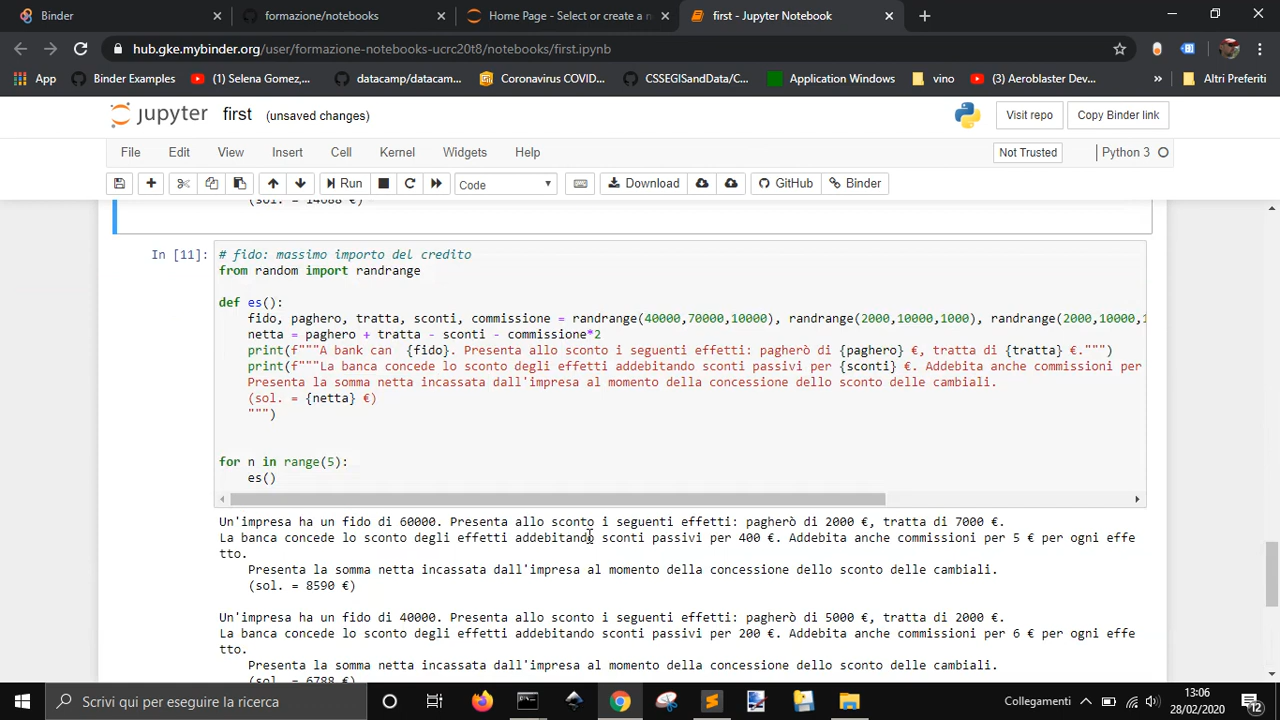 Binder
formazione/notebooks
Home Page - Select or create a n
first - Jupyter Notebook
hub.gke.mybinder.org/user/formazione-notebooks-ucrc20t8/notebooks/first.ipynb
App
Binder Examples
(1) Selena Gomez,...
datacamp/datacam...
Coronavirus COVID...
CSSEGISandData/C...
Application Windows
vino
(3) Aeroblaster Dev...
»
Altri Preferiti
jupyter first (unsaved changes)
Visit repo
Copy Binder link
File Edit View Insert Cell Kernel Widgets Help
Not Trusted
Python 3
Run
Code
Download
GitHub
Binder
(sol. = 14688 €)
In [11]:
# fido: massimo importo del credito
from random import randrange
def es():
fido, paghero, tratta, sconti, commissione = randrange(40000,70000,10000), randrange(2000,10000,1000), randrange(2000,10000,1
netta = paghero + tratta - sconti - commissione*2
print(f"""A bank can  {fido}. Presenta allo sconto i seguenti effetti: pagherò di {paghero} €, tratta di {tratta} €.""")
print(f"""La banca concede lo sconto degli effetti addebitando sconti passivi per {sconti} €. Addebita anche commissioni per
Presenta la somma netta incassata dall'impresa al momento della concessione dello sconto delle cambiali.
(sol. = {netta} €)
""")
for n in range(5):
es()
Un'impresa ha un fido di 60000. Presenta allo sconto i seguenti effetti: pagherò di 2000 €, tratta di 7000 €.
La banca concede lo sconto degli effetti addebitando sconti passivi per 400 €. Addebita anche commissioni per 5 € per ogni effe
tto.
Presenta la somma netta incassata dall'impresa al momento della concessione dello sconto delle cambiali.
(sol. = 8590 €)
Un'impresa ha un fido di 40000. Presenta allo sconto i seguenti effetti: pagherò di 5000 €, tratta di 2000 €.
La banca concede lo sconto degli effetti addebitando sconti passivi per 200 €. Addebita anche commissioni per 6 € per ogni effe
tto.
Presenta la somma netta incassata dall'impresa al momento della concessione dello sconto delle cambiali.
(sol. = 6788 €)
Scrivi qui per eseguire la ricerca
Collegamenti
13:06
28/02/2020
12